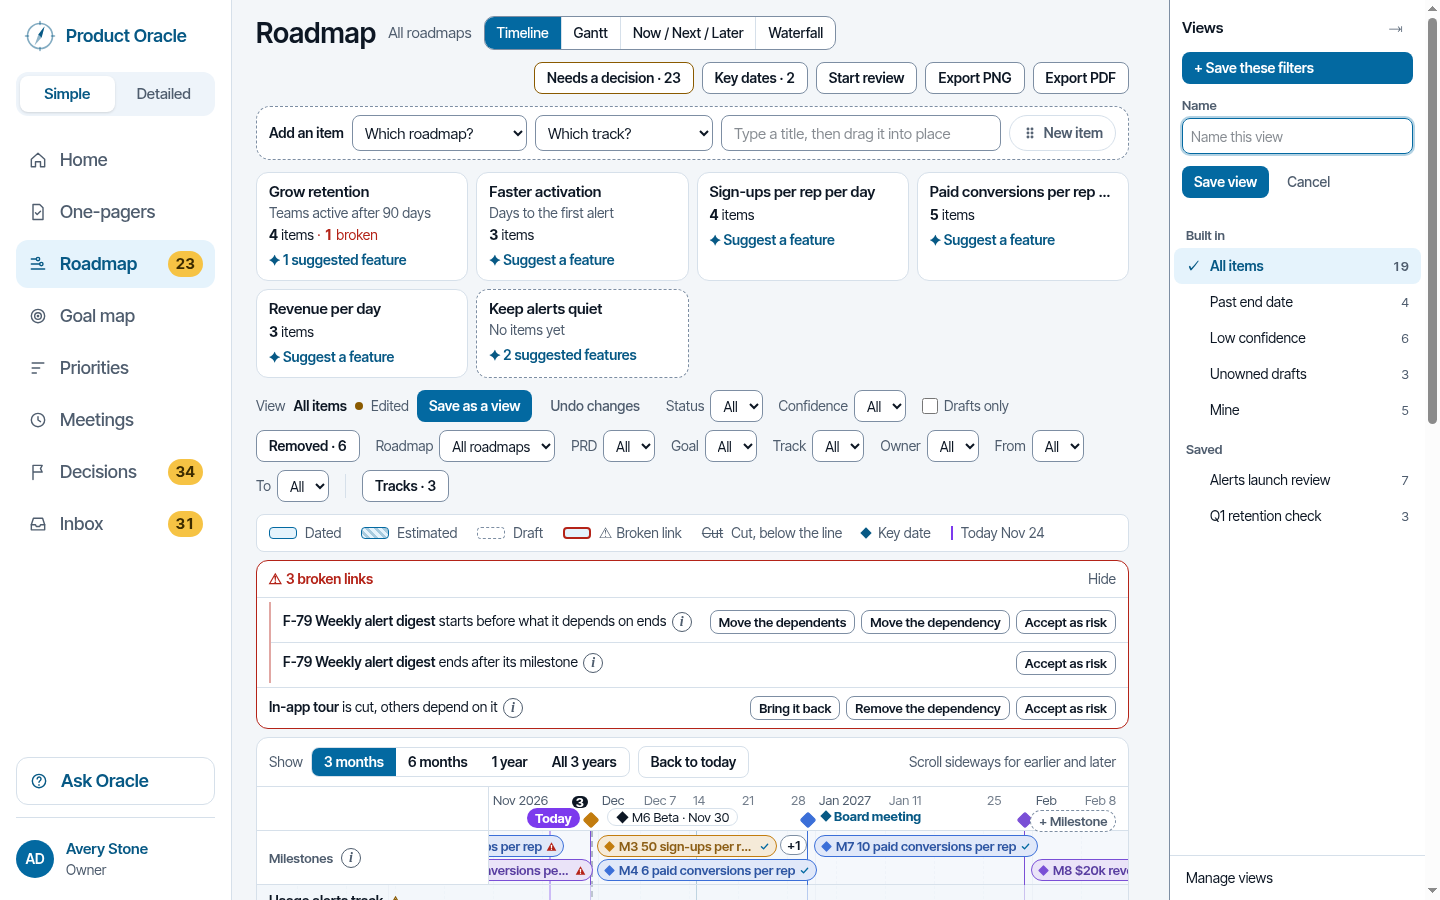 Product Oracle
Simple
Detailed
Home
One-pagers
Roadmap 23
Goal map
Priorities
Meetings
Decisions 34
Inbox 31
Ask Oracle
AD
Avery Stone
Owner
Roadmap All roadmaps Timeline Gantt Now / Next / Later Waterfall
Needs a decision · 23 Key dates · 2 Start review Export PNG Export PDF
Add an item Which roadmap? Which track? Type a title, then drag it into place New item
Grow retention
Teams active after 90 days
4 items · 1 broken
1 suggested feature
Faster activation
Days to the first alert
3 items
Suggest a feature
Sign-ups per rep per day
4 items
Suggest a feature
Paid conversions per rep ...
5 items
Suggest a feature
Revenue per day
3 items
Suggest a feature
Keep alerts quiet
No items yet
2 suggested features
View All items Edited Save as a view Undo changes Status All Confidence All Drafts only
Removed · 6 Roadmap All roadmaps PRD All Goal All Track All Owner All From All
To All Tracks · 3
Dated Estimated Draft Broken link Cut Cut, below the line Key date Today Nov 24
3 broken links Hide
F-79 Weekly alert digest starts before what it depends on ends i Move the dependents Move the dependency Accept as risk
F-79 Weekly alert digest ends after its milestone i Accept as risk
In-app tour is cut, others depend on it i Bring it back Remove the dependency Accept as risk
Show 3 months 6 months 1 year All 3 years Back to today Scroll sideways for earlier and later
Nov 2026 3 Dec Dec 7 14 21 28 Jan 2027 Jan 11 25 Feb Feb 8
Today M6 Beta · Nov 30 Board meeting + Milestone
Milestones i
ps per rep M3 50 sign-ups per r... +1 M7 10 paid conversions per rep
versions pe... M4 6 paid conversions per rep M8 $20k reve
Usage alerts track
Views
+ Save these filters
Name
Name this view
Save view Cancel
Built in
All items 19
Past end date 4
Low confidence 6
Unowned drafts 3
Mine 5
Saved
Alerts launch review 7
Q1 retention check 3
Manage views